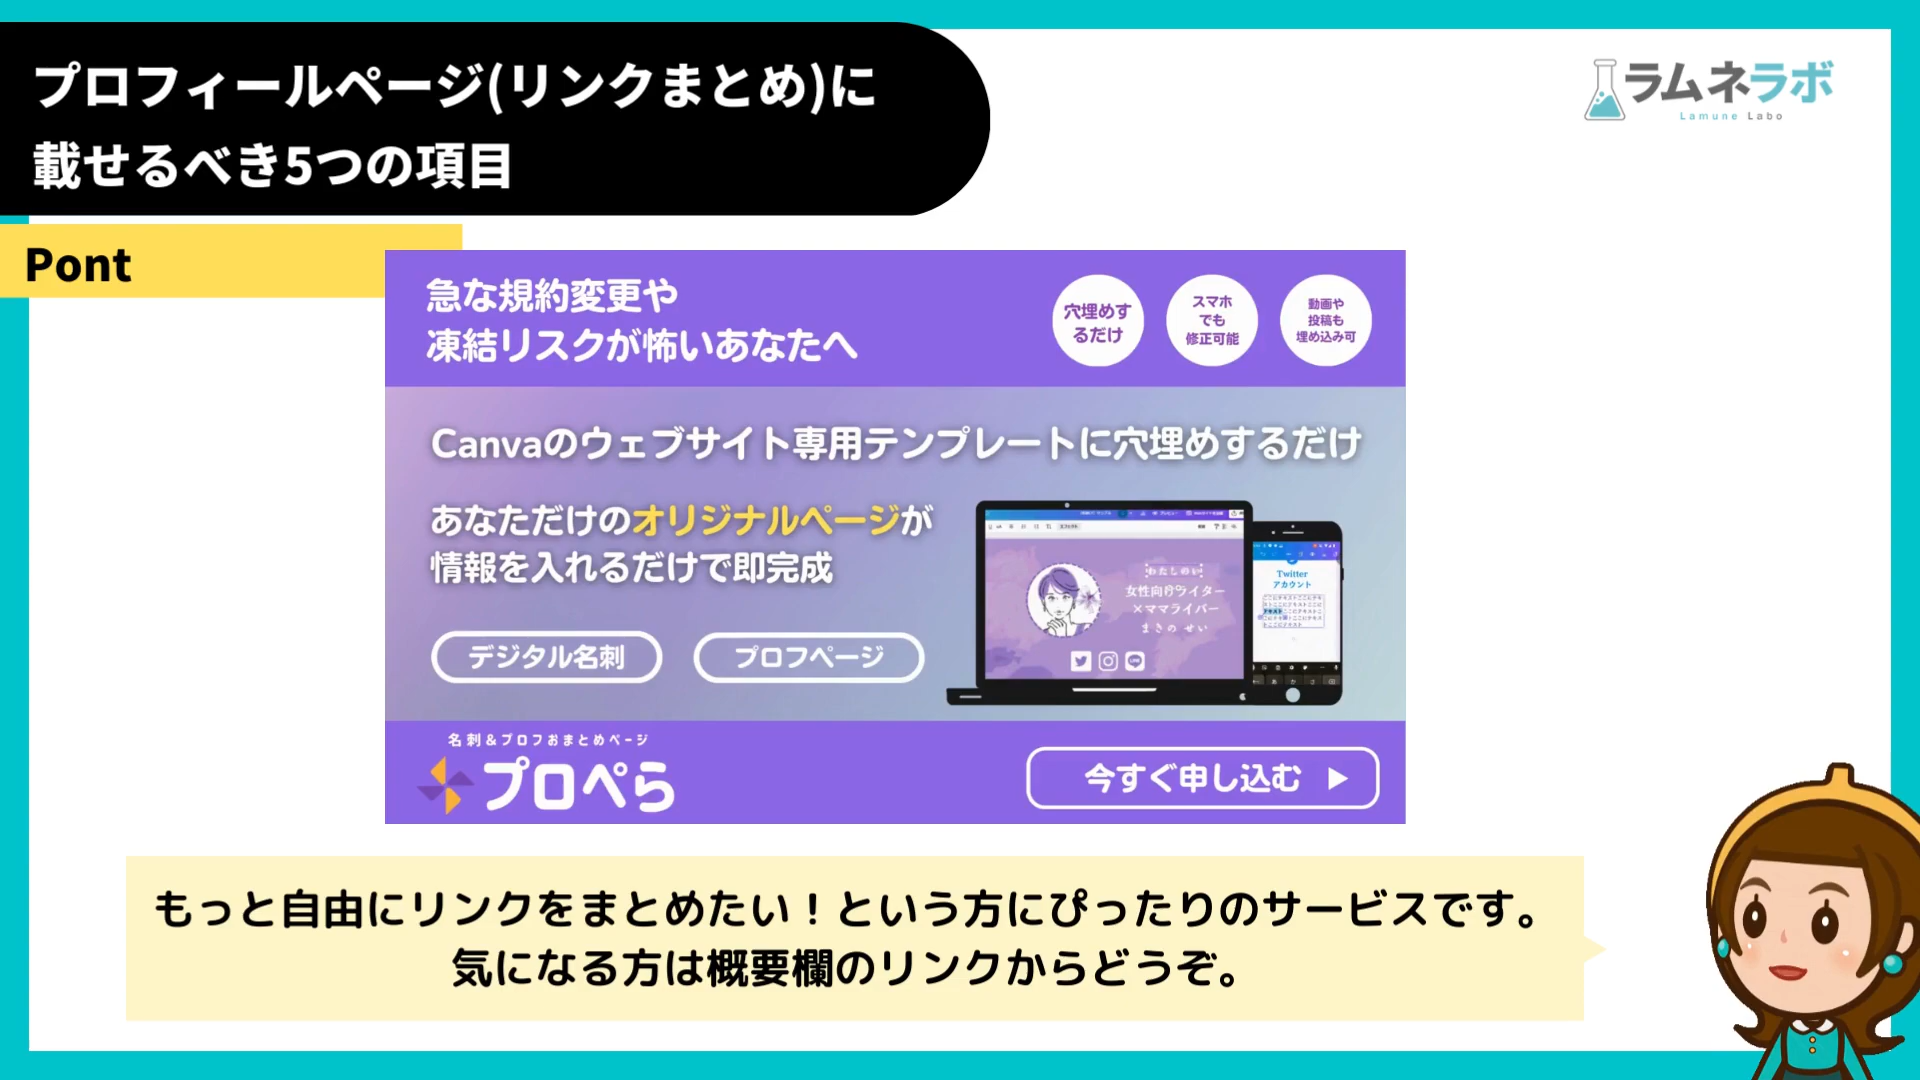 プロフィールページ(リンクまとめ)に
載せるべき5つの項目
ラムネラボ
Lamune Labo
Pont
急な規約変更や
凍結リスクが怖いあなたへ
穴埋めす
るだけ
スマホ
でも
修正可能
動画や
投稿も
埋め込み可
Canvaのウェブサイト専用テンプレートに穴埋めするだけ
あなただけのオリジナルページが
情報を入れるだけで即完成
デジタル名刺
プロフページ
女性向けライター
×ママライバー
まきの せい
Twitter
アカウント
名刺&プロフおまとめページ
プロぺら
今すぐ申し込む ▶
もっと自由にリンクをまとめたい!という方にぴったりのサービスです。
気になる方は概要欄のリンクからどうぞ。